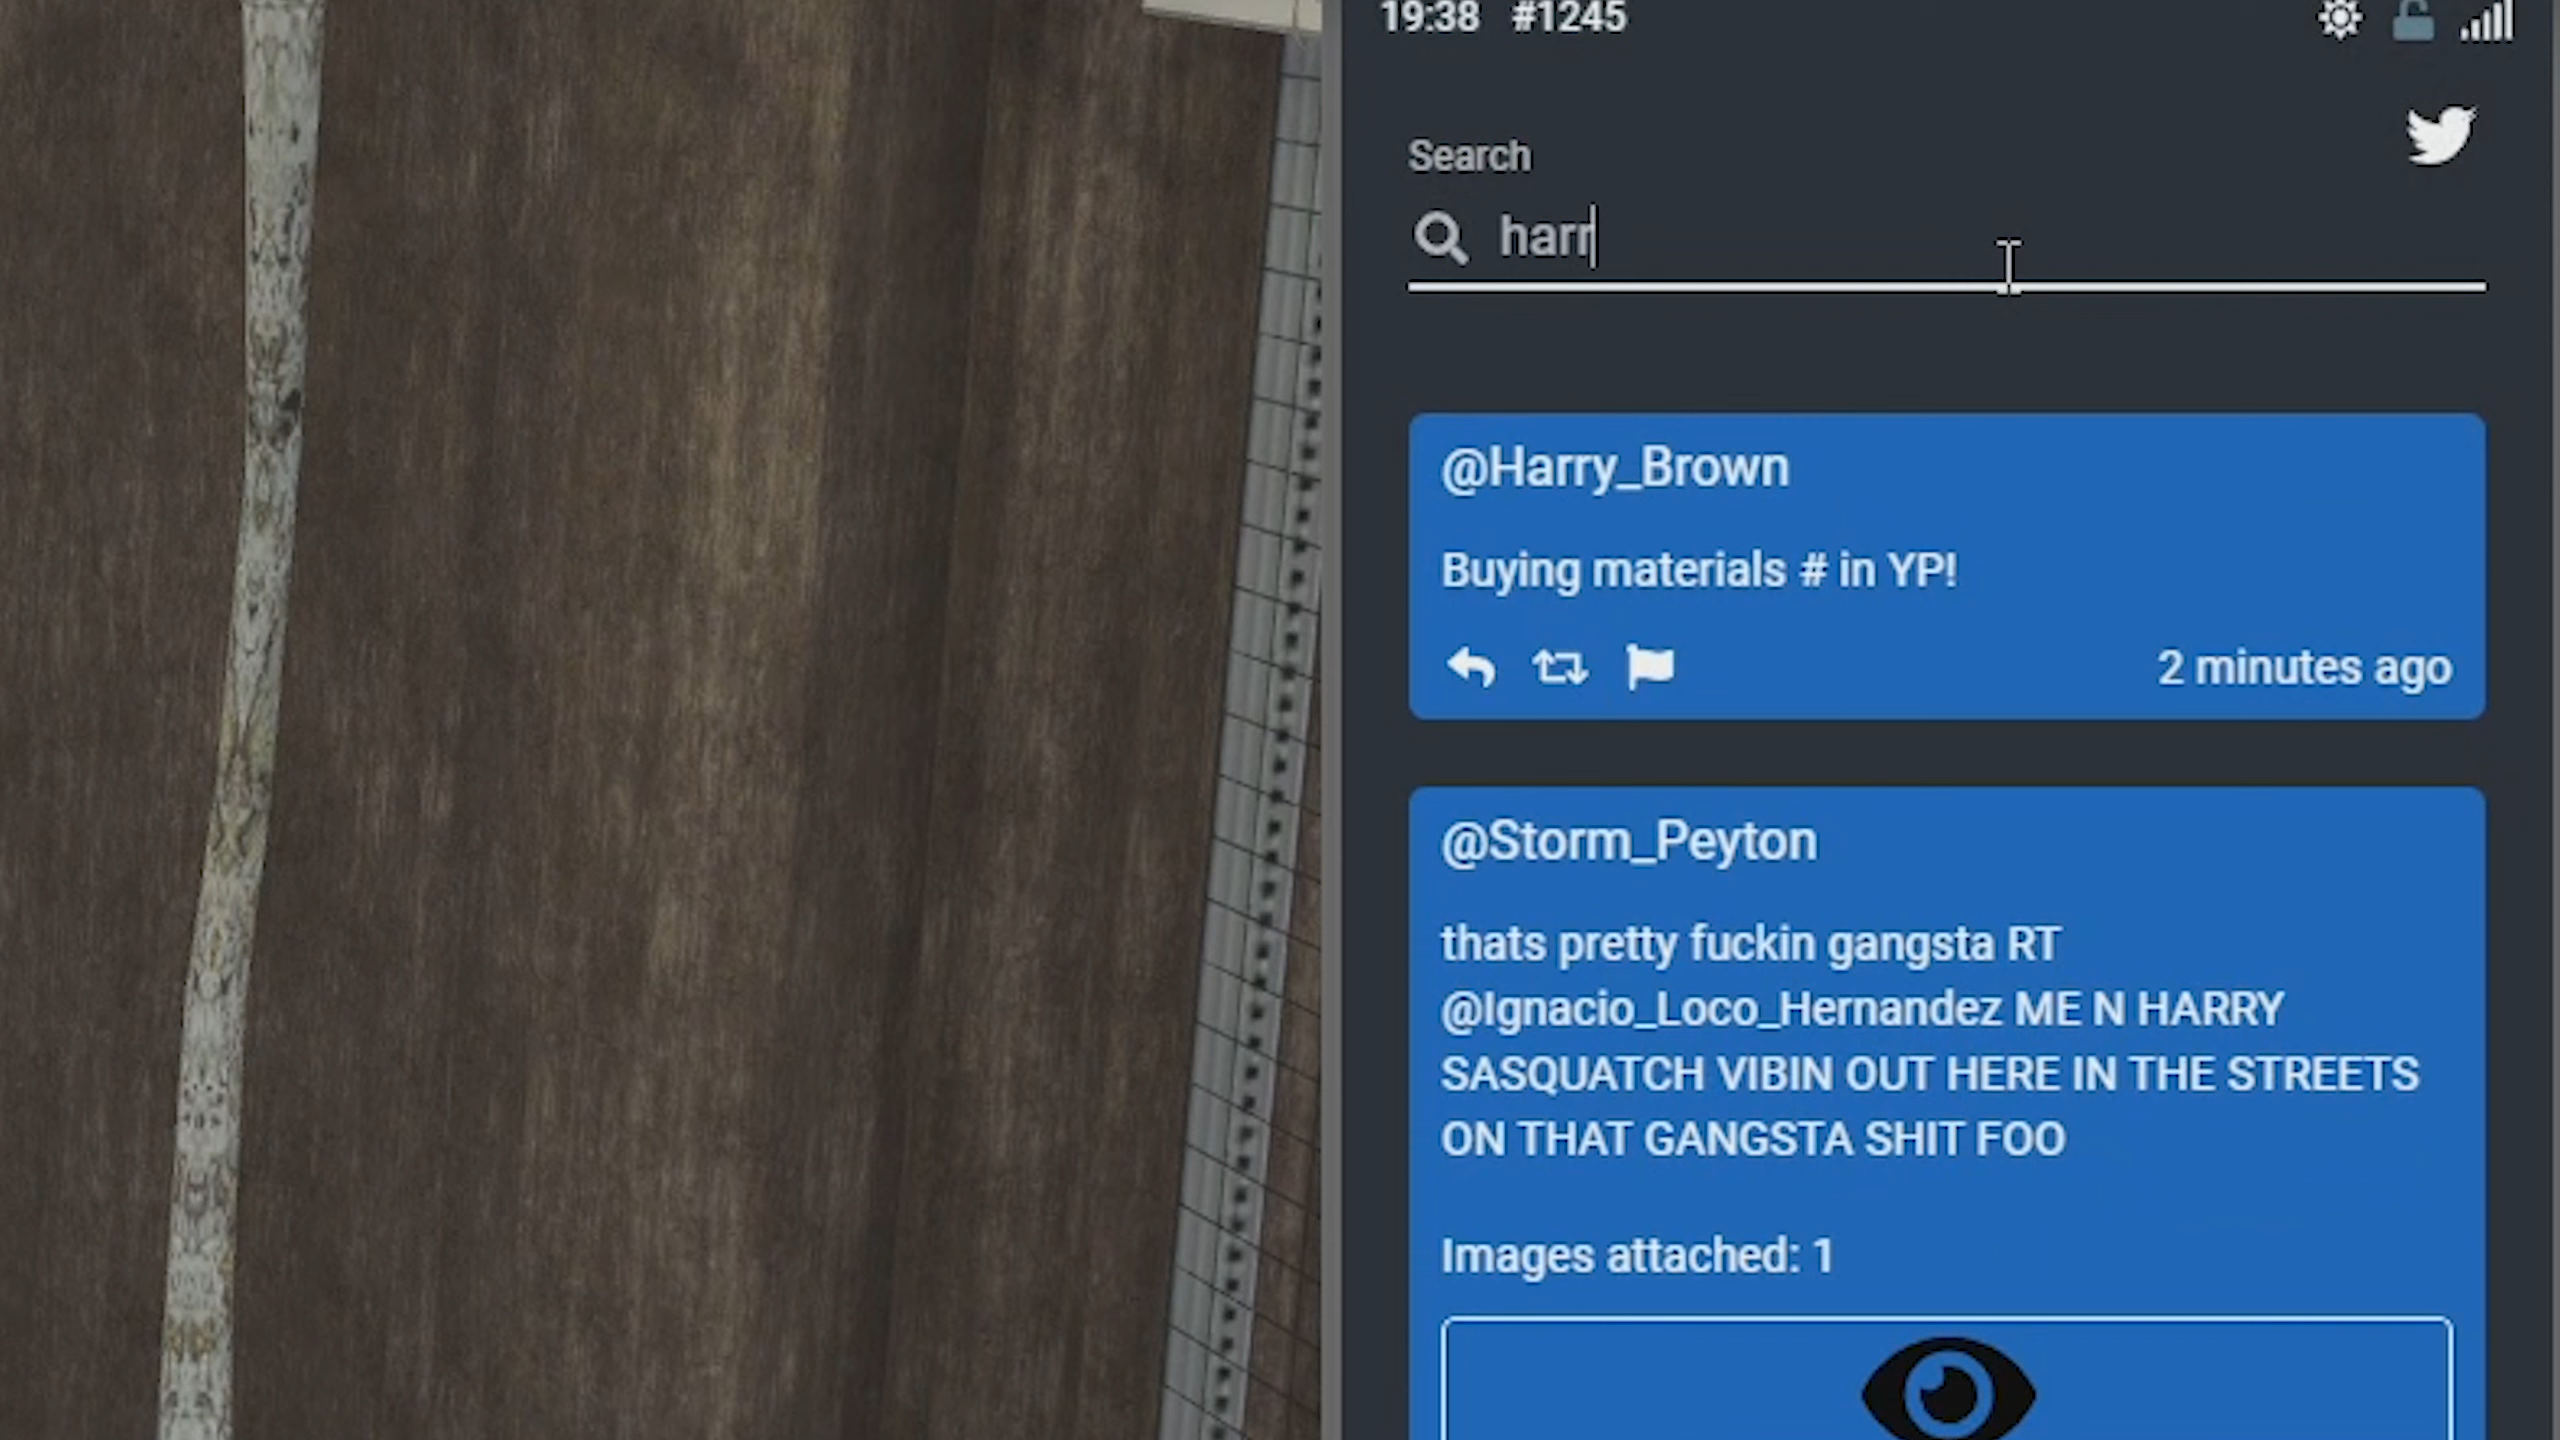 19:38 #1245
Search
harr
@Harry_Brown
Buying materials # in YP!
2 minutes ago
@Storm_Peyton
thats pretty fuckin gangsta RT
@Ignacio_Loco_Hernandez ME N HARRY
SASQUATCH VIBIN OUT HERE IN THE STREETS
ON THAT GANGSTA SHIT FOO
Images attached: 1